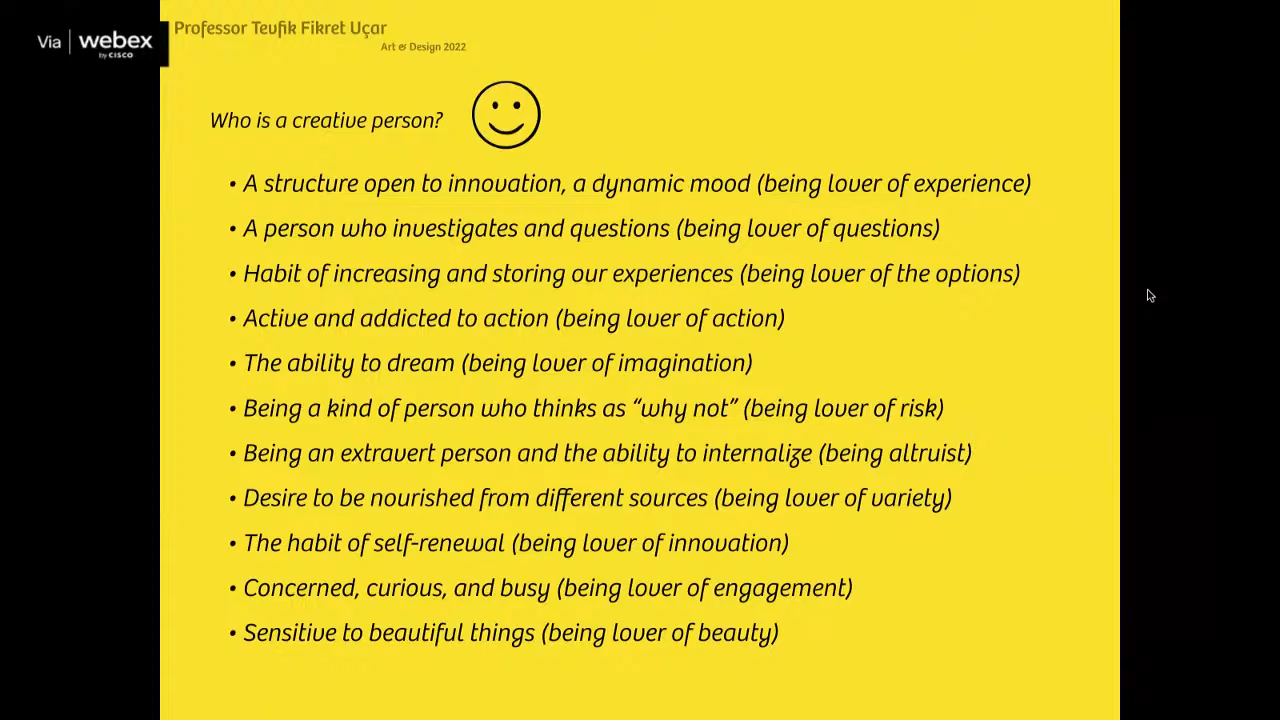 Via webex
by CISCO
Professor Tevfik Fikret Uçar
Art & Design 2022
Who is a creative person?
• A structure open to innovation, a dynamic mood (being lover of experience)
• A person who investigates and questions (being lover of questions)
• Habit of increasing and storing our experiences (being lover of the options)
• Active and addicted to action (being lover of action)
• The ability to dream (being lover of imagination)
• Being a kind of person who thinks as “why not” (being lover of risk)
• Being an extravert person and the ability to internalize (being altruist)
• Desire to be nourished from different sources (being lover of variety)
• The habit of self-renewal (being lover of innovation)
• Concerned, curious, and busy (being lover of engagement)
• Sensitive to beautiful things (being lover of beauty)